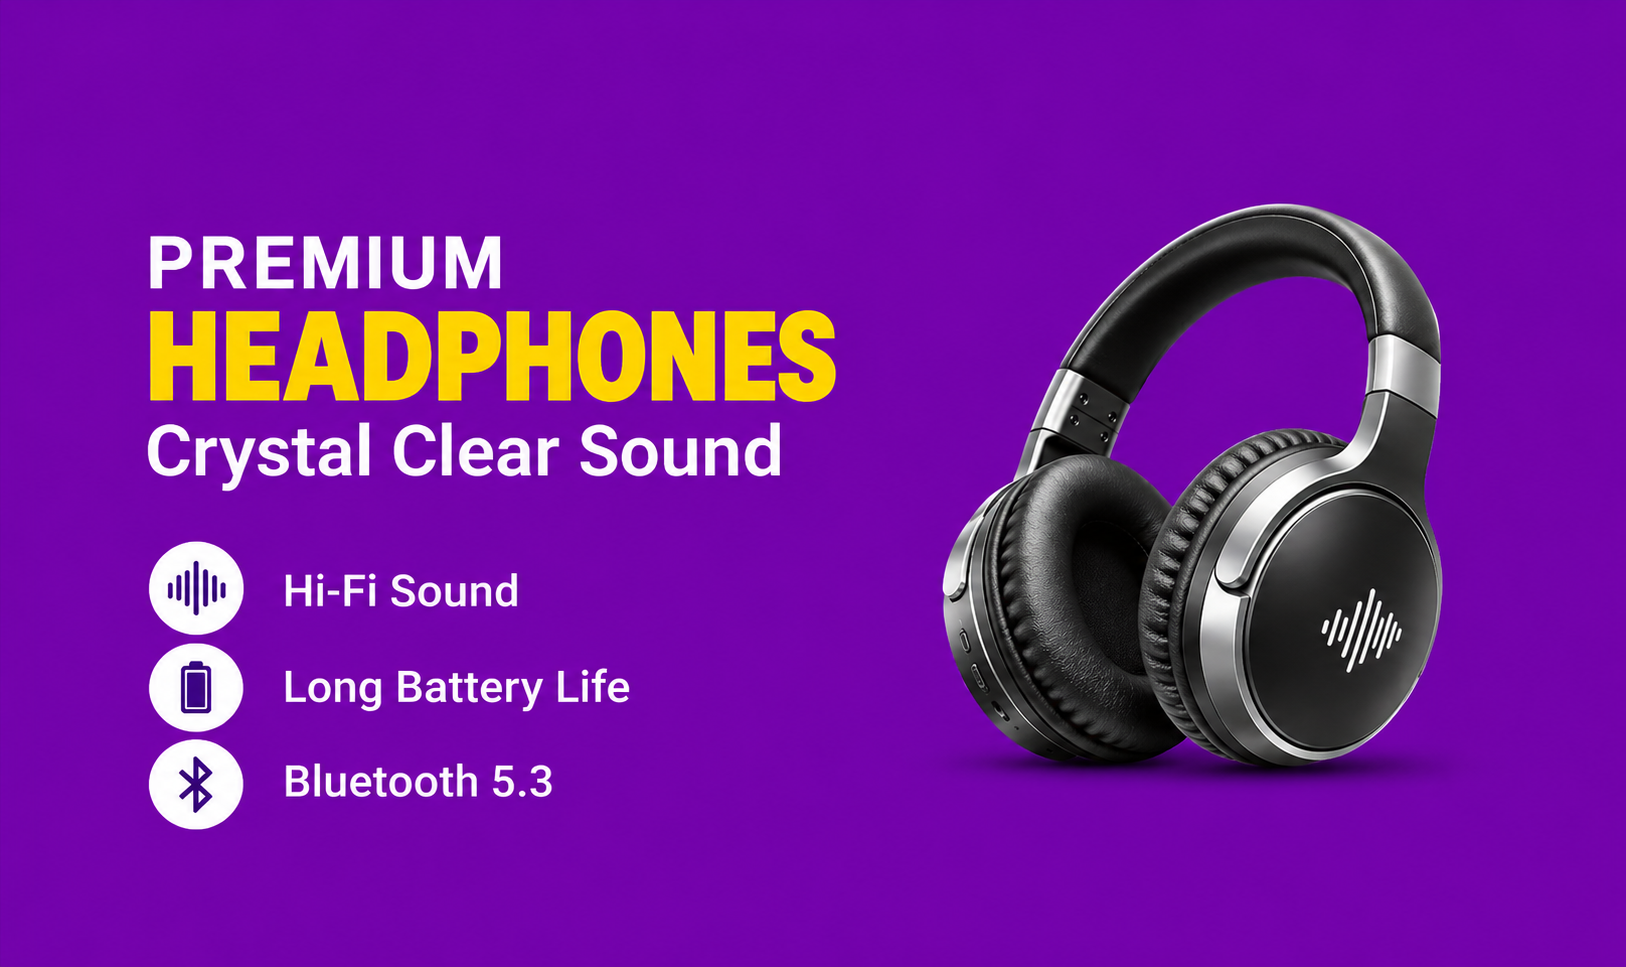 PREMIUM
HEADPHONES
Crystal Clear Sound
Hi-Fi Sound
Long Battery Life
Bluetooth 5.3